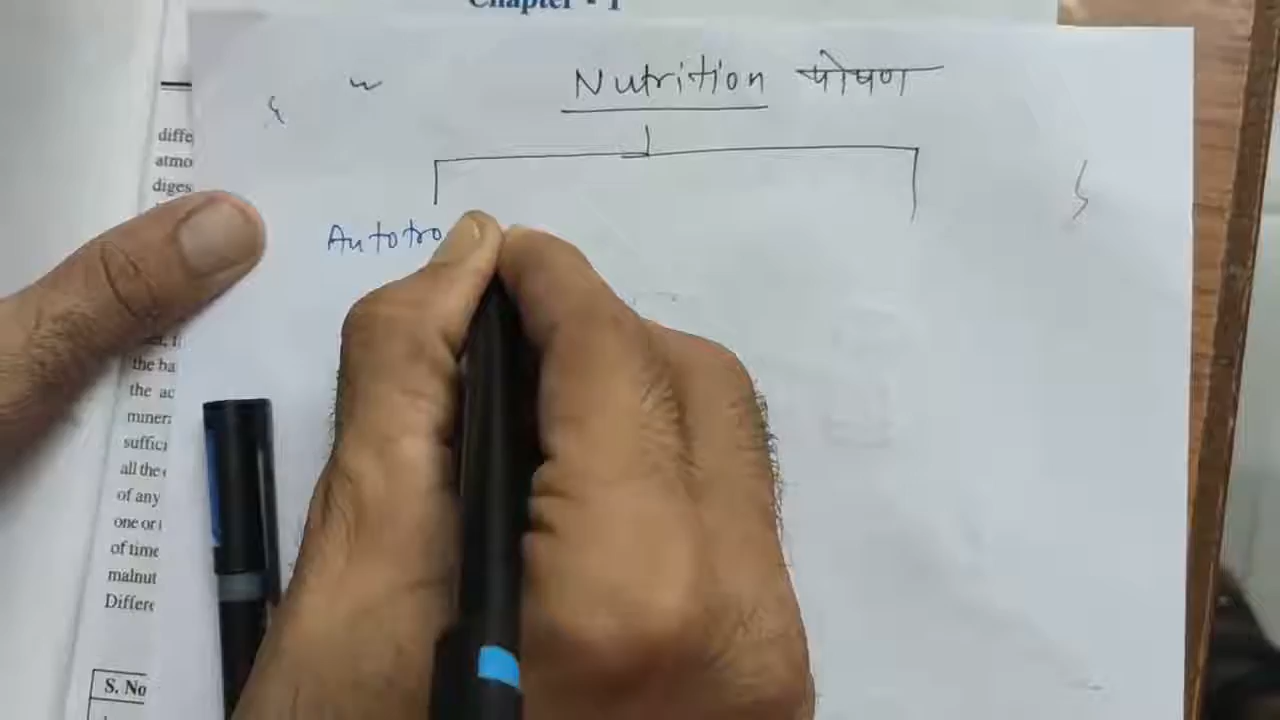 Chapter - 1
Nutrition पोषण
Autotro
diffe
atmo
diges
the ba
the ac
miner
suffici
all the
of any
one or
of time
malnut
Differe
S. No